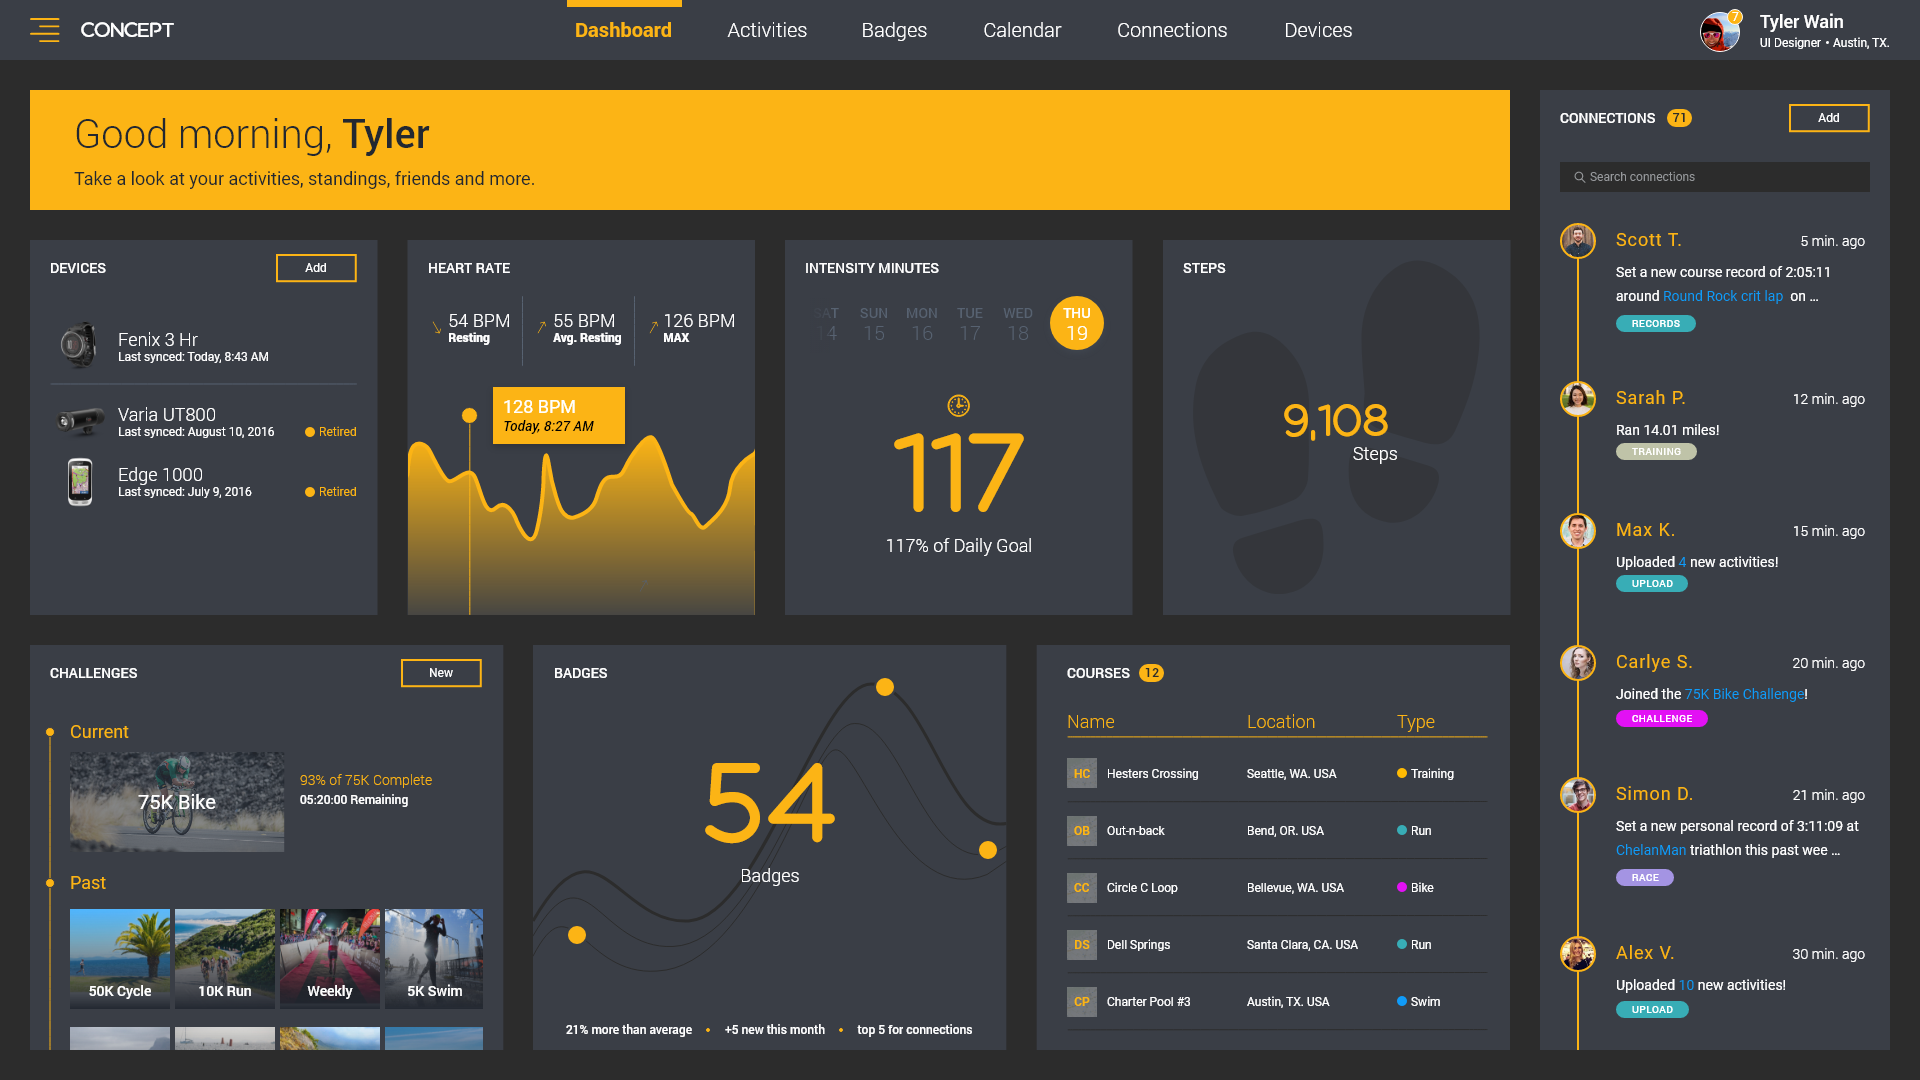 CONCEPT
Dashboard
Activities
Badges
Calendar
Connections
Devices
7
Tyler Wain
UI Designer • Austin, TX.
Good morning, Tyler
Take a look at your activities, standings, friends and more.
DEVICES
Add
Fenix 3 Hr
Last synced: Today, 8:43 AM
Varia UT800
Last synced: August 10, 2016
Retired
Edge 1000
Last synced: July 9, 2016
Retired
HEART RATE
54 BPM
Resting
55 BPM
Avg. Resting
126 BPM
MAX
128 BPM
Today, 8:27 AM
INTENSITY MINUTES
SAT SUN MON TUE WED THU
14 15 16 17 18 19
117
117% of Daily Goal
STEPS
9,108
Steps
CHALLENGES
New
Current
75K Bike
93% of 75K Complete
05:20:00 Remaining
Past
50K Cycle
10K Run
Weekly
5K Swim
BADGES
54
Badges
21% more than average • +5 new this month • top 5 for connections
COURSES 12
Name Location Type
HC Hesters Crossing Seattle, WA. USA Training
OB Out-n-back Bend, OR. USA Run
CC Circle C Loop Bellevue, WA. USA Bike
DS Dell Springs Santa Clara, CA. USA Run
CP Charter Pool #3 Austin, TX. USA Swim
CONNECTIONS 71
Add
Search connections
Scott T. 5 min. ago
Set a new course record of 2:05:11
around Round Rock crit lap on ...
RECORDS
Sarah P. 12 min. ago
Ran 14.01 miles!
TRAINING
Max K. 15 min. ago
Uploaded 4 new activities!
UPLOAD
Carlye S. 20 min. ago
Joined the 75K Bike Challenge!
CHALLENGE
Simon D. 21 min. ago
Set a new personal record of 3:11:09 at
ChelanMan triathlon this past wee ...
RACE
Alex V. 30 min. ago
Uploaded 10 new activities!
UPLOAD